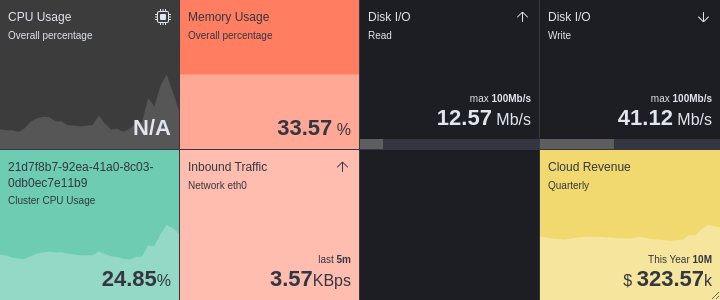 CPU Usage
Overall percentage
N/A
Memory Usage
Overall percentage
33.57 %
Disk I/O
Read
max 100Mb/s
12.57 Mb/s
Disk I/O
Write
max 100Mb/s
41.12 Mb/s
21d7f8b7-92ea-41a0-8c03-
0db0ec7e11b9
Cluster CPU Usage
24.85%
Inbound Traffic
Network eth0
last 5m
3.57KBps
Cloud Revenue
Quarterly
This Year 10M
$ 323.57k